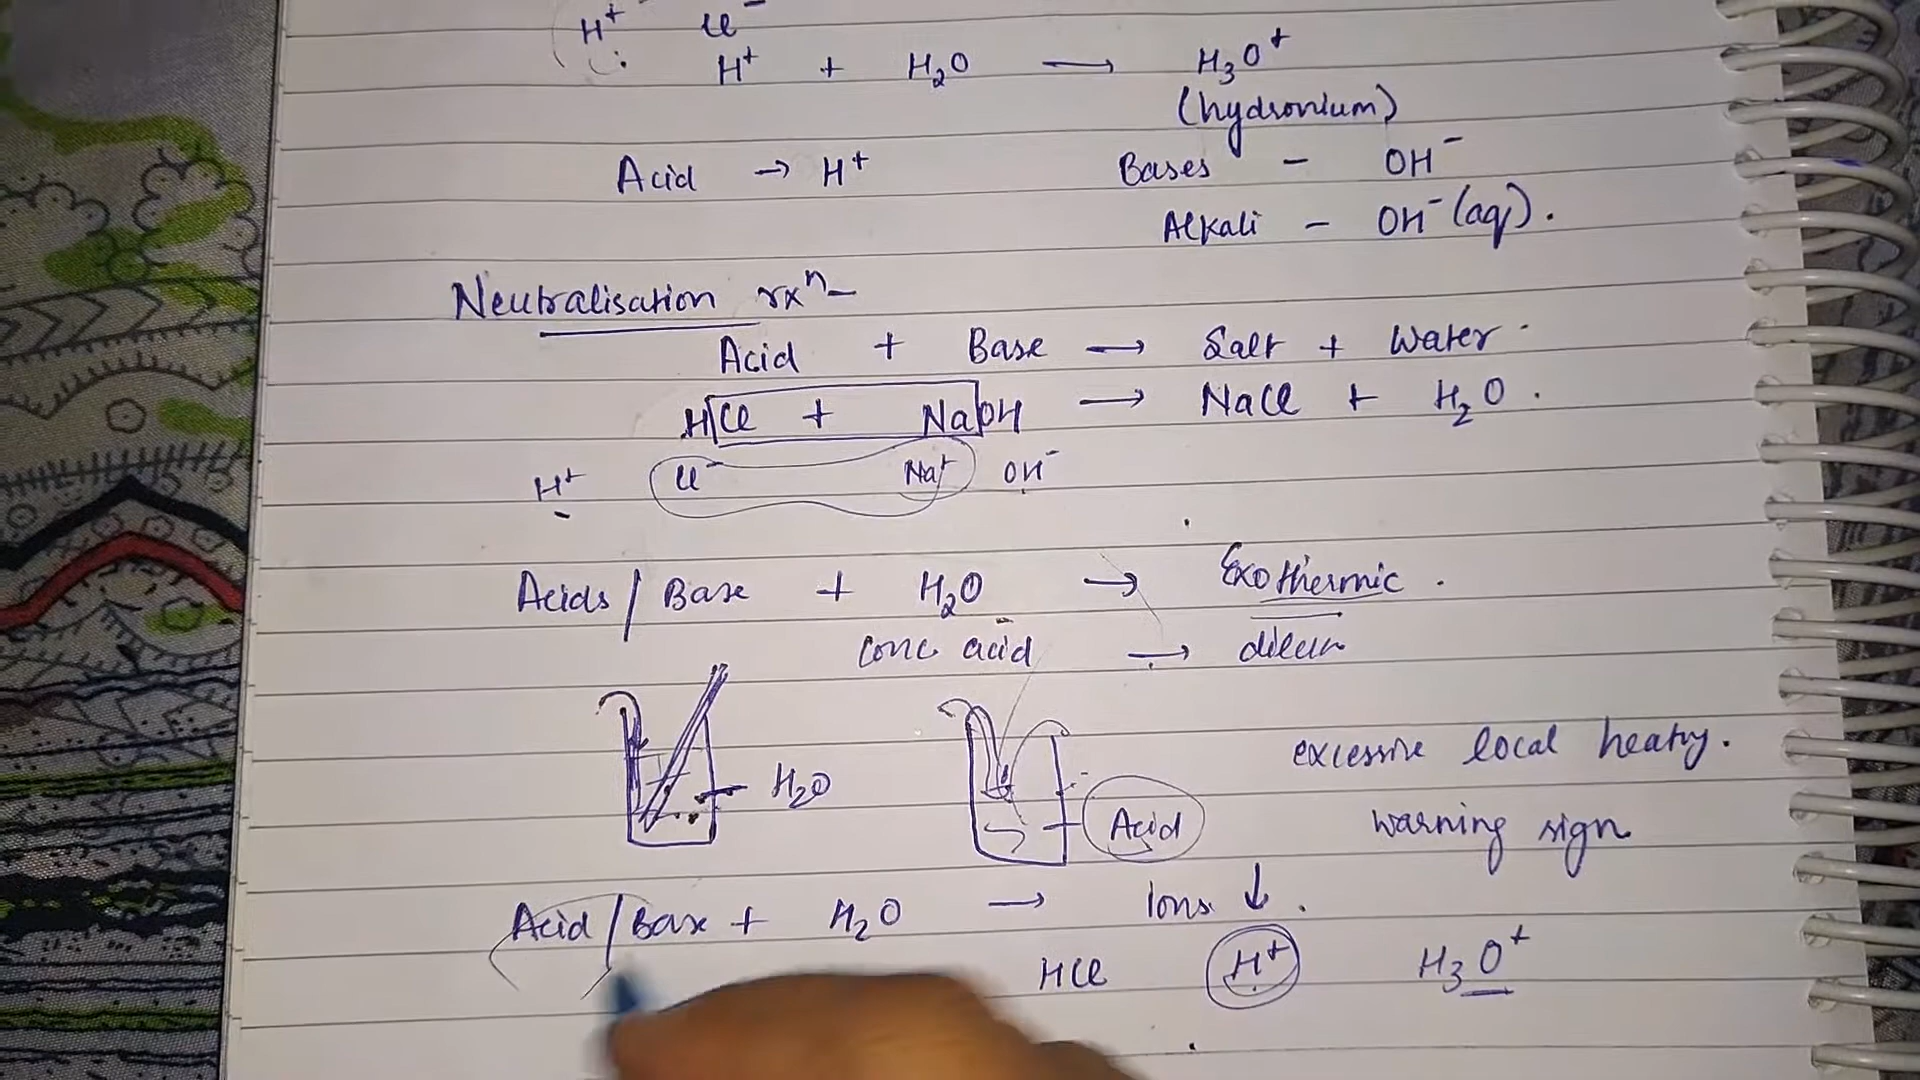 H⁺ Cl⁻
H⁺ + H₂O → H₃O⁺
(hydronium)
Acid → H⁺ Bases - OH⁻
Alkali - OH⁻(aq).
Neutralisation rxⁿ-
Acid + Base → Salt + Water.
HCl + NaOH → NaCl + H₂O.
H⁺ Cl⁻ Na⁺ OH⁻
Acids / Base + H₂O → Exothermic.
conc. acid →
H₂O
excessive local heatng.
Acid
warning sign
Acid / Base + H₂O → Ions ↓.
HCl H⁺ H₃O⁺